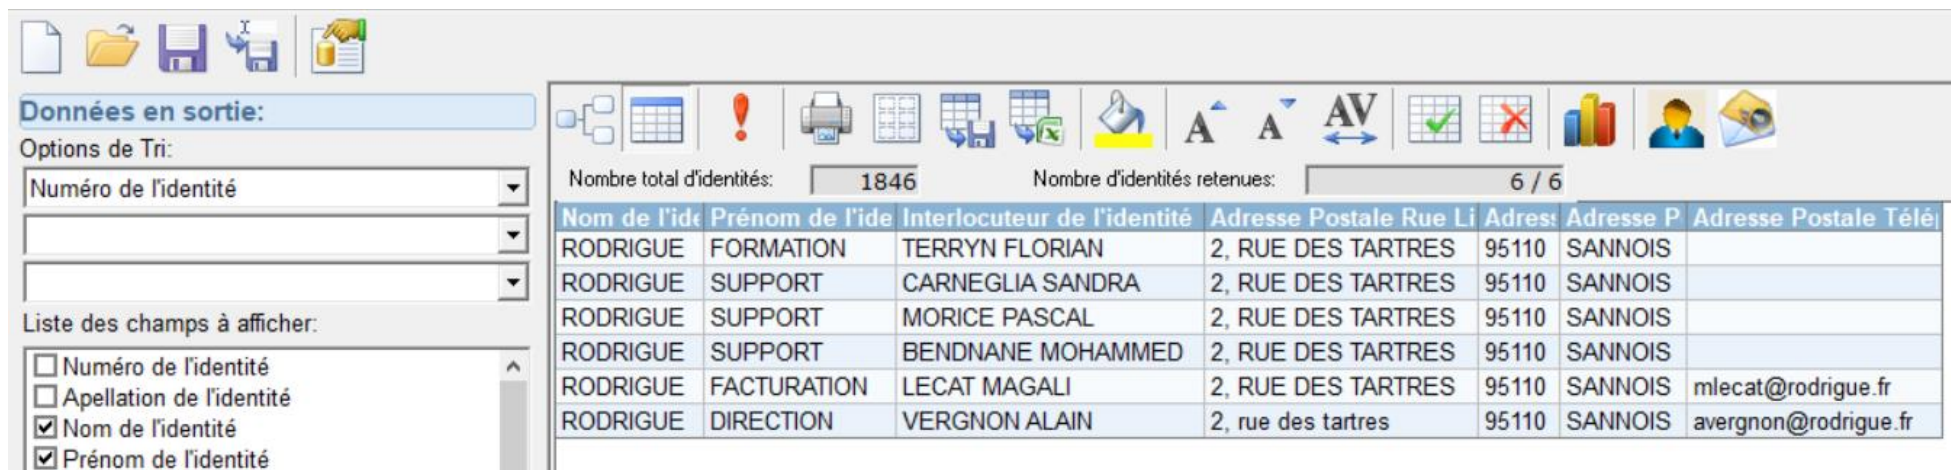 Données en sortie:
Options de Tri:
Numéro de l'identité
Liste des champs à afficher:
Numéro de l'identité
Apellation de l'identité
Nom de l'identité
Prénom de l'identité
A A AV
Nombre total d'identités: 1846 Nombre d'identités retenues: 6 / 6
Nom de l'ide Prénom de l'ide Interlocuteur de l'identité Adresse Postale Rue Li Adres Adresse P Adresse Postale Télé
RODRIGUE FORMATION TERRYN FLORIAN 2, RUE DES TARTRES 95110 SANNOIS
RODRIGUE SUPPORT CARNEGLIA SANDRA 2, RUE DES TARTRES 95110 SANNOIS
RODRIGUE SUPPORT MORICE PASCAL 2, RUE DES TARTRES 95110 SANNOIS
RODRIGUE SUPPORT BENDNANE MOHAMMED 2, RUE DES TARTRES 95110 SANNOIS
RODRIGUE FACTURATION LECAT MAGALI 2, RUE DES TARTRES 95110 SANNOIS mlecat@rodrigue.fr
RODRIGUE DIRECTION VERGNON ALAIN 2, rue des tartres 95110 SANNOIS avergnon@rodrigue.fr